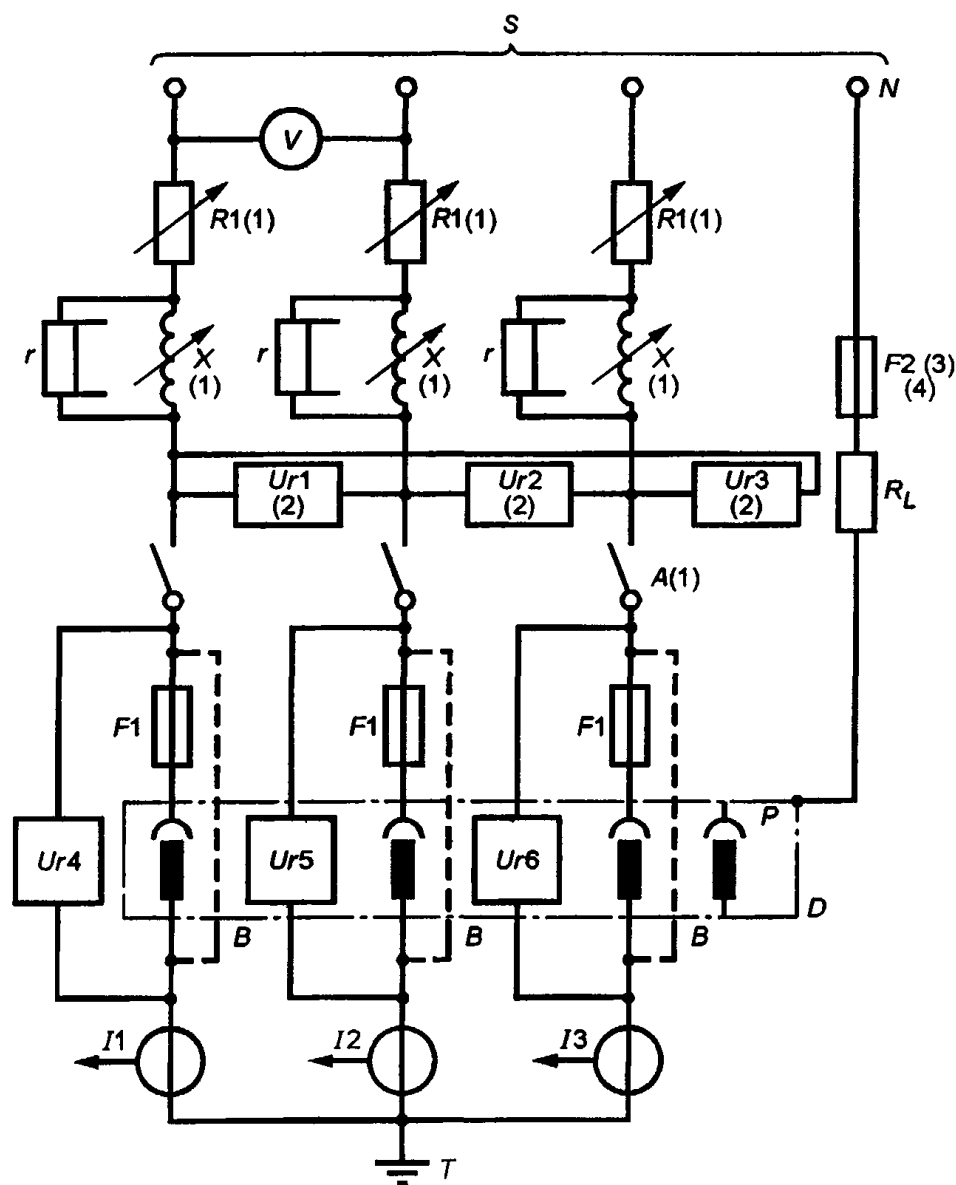 S
N
V
R1(1)
R1(1)
R1(1)
r
X
(1)
r
X
(1)
r
X
(1)
F2 (3)
(4)
Ur1
(2)
Ur2
(2)
Ur3
(2)
RL
A(1)
F1
F1
F1
P
Ur4
Ur5
Ur6
D
B
B
B
I1
I2
I3
T